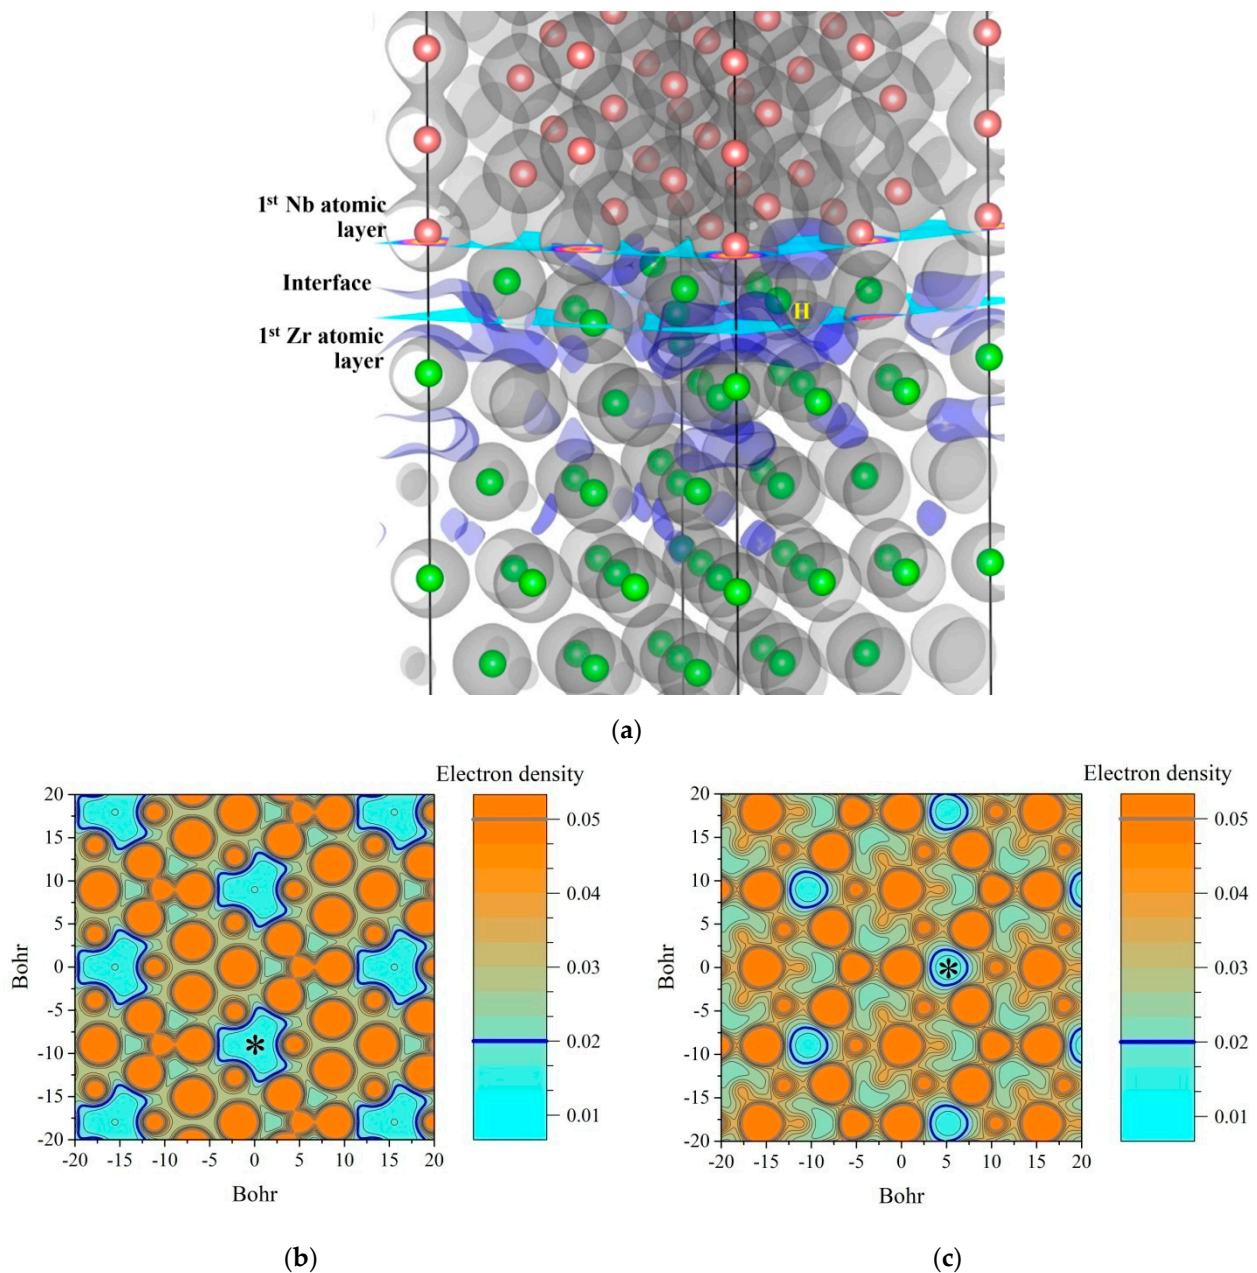 1st Nb atomic
layer
Interface
H
1st Zr atomic
layer
(a)
Electron density
20
15
10
5
0
-5
-10
-15
-20
Bohr
-20 -15 -10 -5 0 5 10 15 20
Bohr
*
0.05
0.04
0.03
0.02
0.01
(b)
Electron density
20
15
10
5
0
-5
-10
-15
-20
Bohr
-20 -15 -10 -5 0 5 10 15 20
Bohr
*
0.05
0.04
0.03
0.02
0.01
(c)